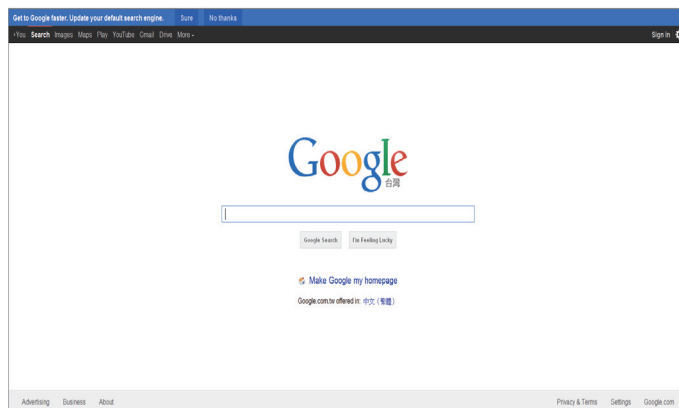 Get to Google faster. Update your default search engine. Sure No thanks
+You Search Images Maps Play YouTube Gmail Drive More Sign in
Google
台灣
Google Search I'm Feeling Lucky
Make Google my homepage
Google.com.tw offered in: 中文 (繁體)
Advertising Business About Privacy & Terms Settings Google.com